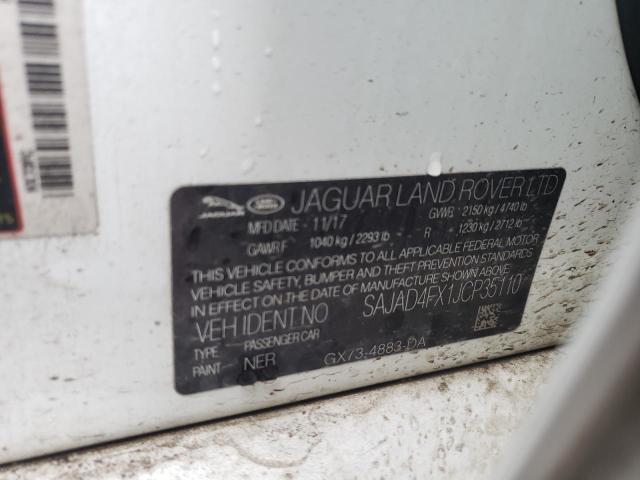 JAGUAR LAND ROVER LTD
JAGUAR
MFD DATE - 11/17 GVWR 2150 kg / 4740 lb
GAWR F 1040 kg / 2293 lb R 1230 kg / 2712 lb
THIS VEHICLE CONFORMS TO ALL APPLICABLE FEDERAL MOTOR
VEHICLE SAFETY, BUMPER AND THEFT PREVENTION STANDARDS IN EFFECT ON THE
DATE OF MANUFACTURE SHOWN ABOVE.
VEH IDENT. NO SAJAD4FX1JCP35110
TYPE - PASSENGER CAR
PAINT - NER GX73-4883-DA